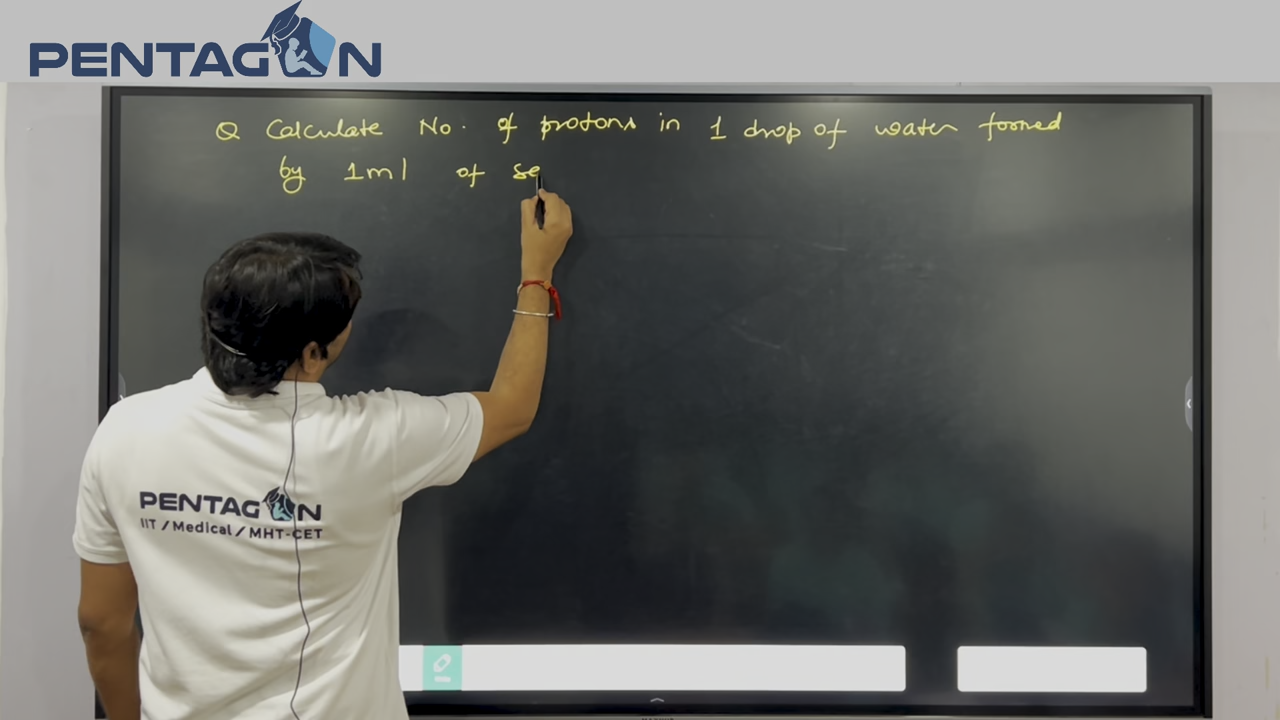 PENTAGON
Q Calculate No. of protons in 1 drop of water formed
by 1ml of se
PENTAGON
IIT / Medical / MHT-CET